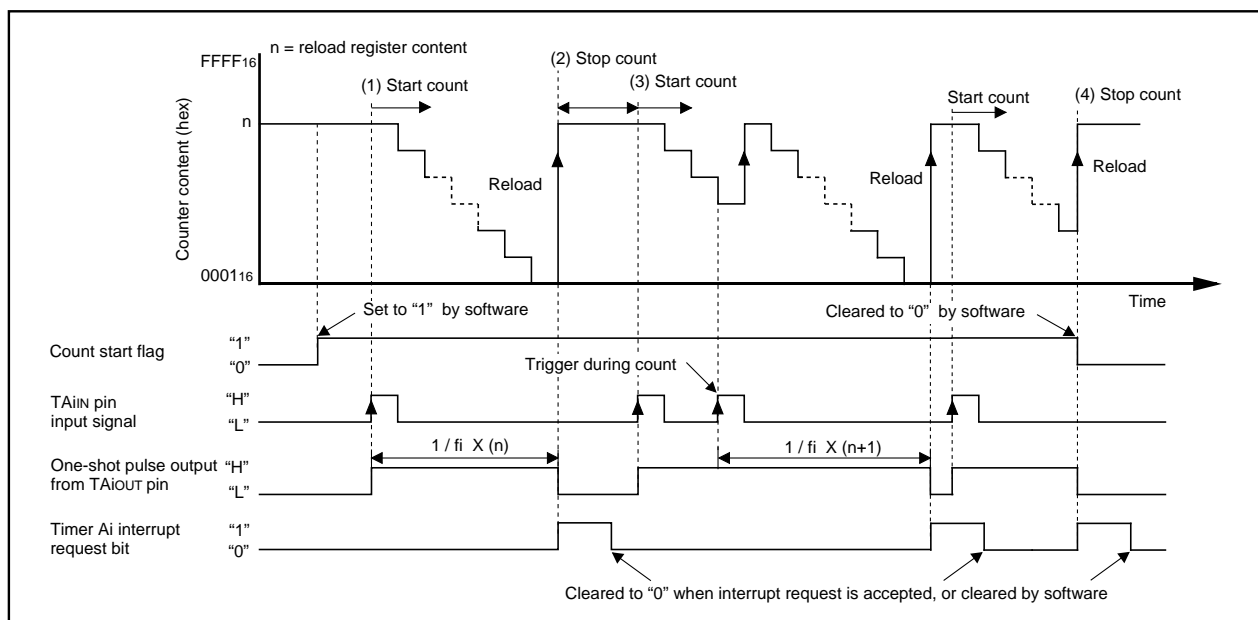 n = reload register content
FFFF16
(2) Stop count
(1) Start count
(3) Start count
Start count
(4) Stop count
n
Counter content (hex)
Reload
Reload
Reload
000116
Time
Set to “1” by software
Cleared to “0” by software
Count start flag
“1”
“0”
Trigger during count
TAiIN pin
input signal
“H”
“L”
1 / fi X (n)
1 / fi X (n+1)
One-shot pulse output
from TAiOUT pin
“H”
“L”
Timer Ai interrupt
request bit
“1”
“0”
Cleared to “0” when interrupt request is accepted, or cleared by software